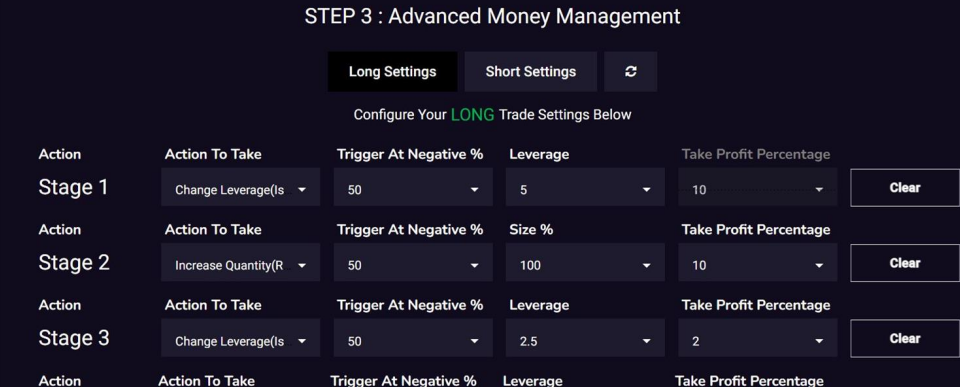 STEP 3 : Advanced Money Management
Long Settings Short Settings
Configure Your LONG Trade Settings Below
Action Action To Take Trigger At Negative % Leverage Take Profit Percentage
Stage 1 Change Leverage(Is 50 5 10 Clear
Action Action To Take Trigger At Negative % Size % Take Profit Percentage
Stage 2 Increase Quantity(R 50 100 10 Clear
Action Action To Take Trigger At Negative % Leverage Take Profit Percentage
Stage 3 Change Leverage(Is 50 2.5 2 Clear
Action Action To Take Trigger At Negative % Leverage Take Profit Percentage